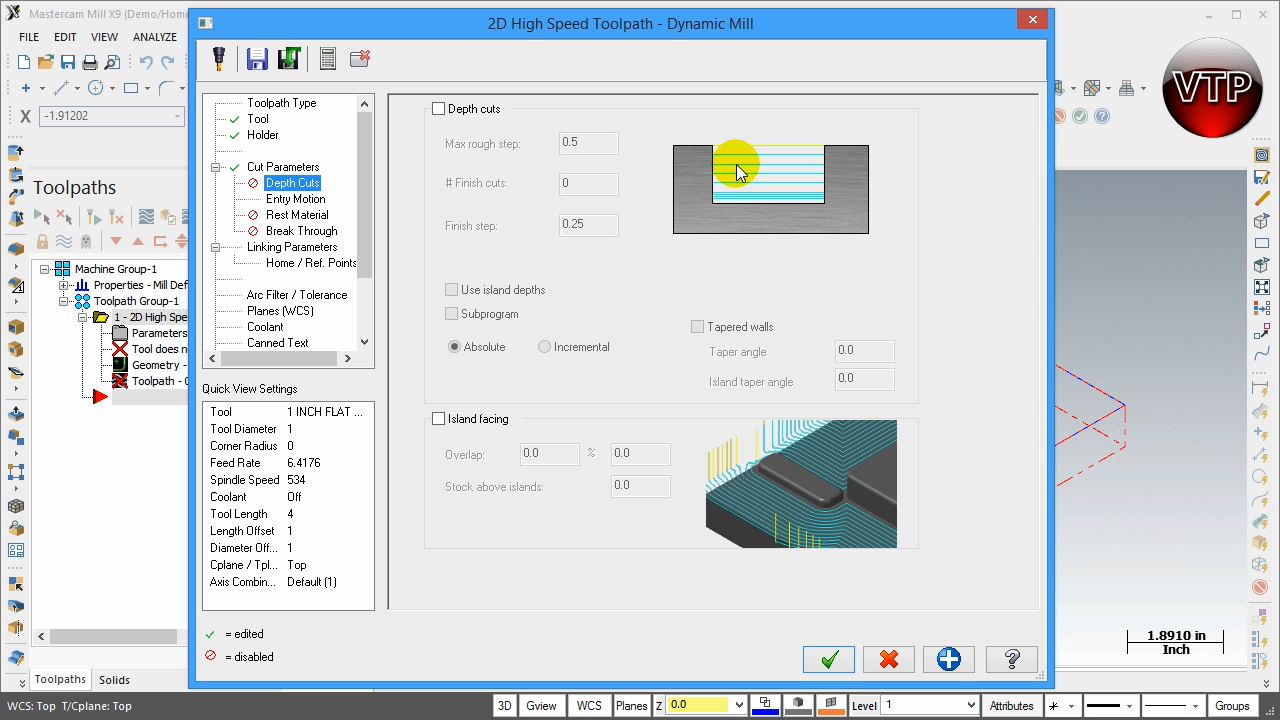 Mastercam Mill X9 (Demo/Home
2D High Speed Toolpath - Dynamic Mill
FILE EDIT VIEW ANALYZE
VTP
X -1.91202
Toolpaths
Machine Group-1
Properties - Mill Def
Toolpath Group-1
1 - 2D High Spe
Parameters
Tool does n
Geometry -
Toolpath - 0
Toolpath Type
Tool
Holder
Cut Parameters
Depth Cuts
Entry Motion
Rest Material
Break Through
Linking Parameters
Home / Ref. Points
Arc Filter / Tolerance
Planes (WCS)
Coolant
Canned Text
Quick View Settings
Tool 1 INCH FLAT ...
Tool Diameter 1
Corner Radius 0
Feed Rate 6.4176
Spindle Speed 534
Coolant Off
Tool Length 4
Length Offset 1
Diameter Off... 1
Cplane / Tpl... Top
Axis Combin... Default (1)
= edited
= disabled
Depth cuts
Max rough step: 0.5
# Finish cuts: 0
Finish step: 0.25
Use island depths
Subprogram
Absolute Incremental
Tapered walls
Taper angle 0.0
Island taper angle 0.0
Island facing
Overlap: 0.0 % 0.0
Stock above islands: 0.0
1.8910 in
Inch
Toolpaths Solids
WCS: Top T/Cplane: Top
3D Gview WCS Planes Z 0.0 Level 1 Attributes Groups